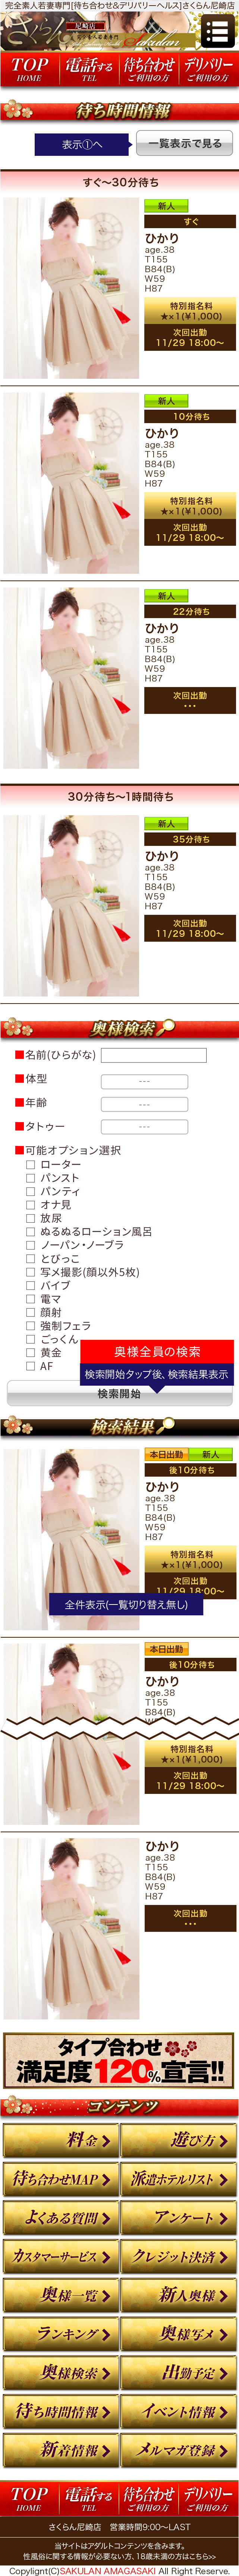 完全素人若妻専門[待ち合わせ&デリバリーヘルス]さくらん尼崎店
さくらん 尼崎店
TOP 電話する 待ち合わせ デリバリー
HOME TEL ご利用の方 ご利用の方
待ち時間情報
表示①へ 一覧表示で見る
すぐ〜30分待ち
新人
すぐ
ひかり
age.38
T155
B84(B)
W59
H87
特別指名料
★×1(¥1,000)
次回出勤
11/29 18:00〜
新人
10分待ち
ひかり
age.38
T155
B84(B)
W59
H87
特別指名料
★×1(¥1,000)
次回出勤
11/29 18:00〜
新人
22分待ち
ひかり
age.38
T155
B84(B)
W59
H87
次回出勤
・・・
30分待ち〜1時間待ち
新人
35分待ち
ひかり
age.38
T155
B84(B)
W59
H87
次回出勤
11/29 18:00〜
奥様検索
■名前(ひらがな)
■体型 ---
■年齢 ---
■タトゥー ---
■可能オプション選択
ローター
パンスト
パンティ
オナ見
放尿
ぬるぬるローション風呂
ノーパン・ノーブラ
とびっこ
写メ撮影(顔以外5枚)
バイブ
電マ
顔射
強制フェラ
ごっくん
黄金
AF
奥様全員の検索
検索開始タップ後、検索結果表示
検索開始
検索結果
本日出勤 新人
後10分待ち
ひかり
age.38
T155
B84(B)
W59
H87
特別指名料
★×1(¥1,000)
次回出勤
11/29 18:00〜
全件表示(一覧切り替え無し)
本日出勤
後10分待ち
ひかり
age.38
T155
B84(B)
特別指名料
★×1(¥1,000)
次回出勤
11/29 18:00〜
ひかり
age.38
T155
B84(B)
W59
H87
次回出勤
・・・
タイプ合わせ
満足度120%宣言!!
コンテンツ
料金 遊び方
待ち合わせMAP 派遣ホテルリスト
よくある質問 アンケート
カスタマーサービス クレジット決済
奥様一覧 新人奥様
ランキング 奥様写メ
奥様検索 出勤予定
待ち時間情報 イベント情報
新着情報 メルマガ登録
TOP 電話する 待ち合わせ デリバリー
HOME TEL ご利用の方 ご利用の方
さくらん尼崎店 営業時間9:00〜LAST
当サイトはアダルトコンテンツを含みます。
性風俗に関する情報が必要のない方、18歳未満の方はこちら>>
Copylight(C)SAKULAN AMAGASAKI All Right Reserve.